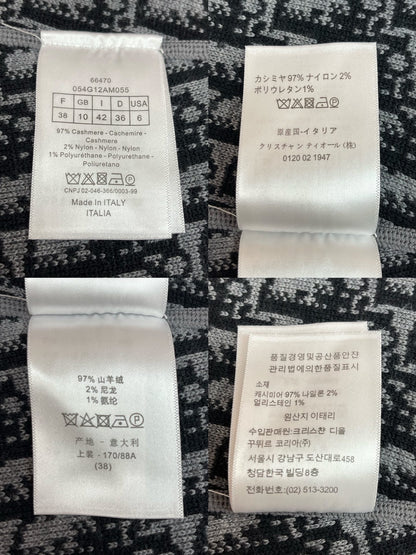 66470
054G12AM055
F GB I D USA
38 10 42 36 6
97% Cashmere - Cachemire -
Cashmere
2% Nylon - Nylon - Nylon
1% Polyuréthane - Polyurethane -
Poliuretano
CNPJ 02-046-366/0003-99
Made In ITALY
ITALIA
カシミヤ97% ナイロン2%
ポリウレタン1%
原産国-イタリア
クリスチャン ディオール (株)
0120 02 1947
97% 山羊绒
2% 尼龙
1% 氨纶
产地 - 意大利
上装 - 170/88A
(38)
품질경영및공산품안전
관리법에의한품질표시
소재
캐시미어 97% 나일론 2%
엘리스테인 1%
원산지 이태리
수입판매원: 크리스챤 디올
꾸뛰르 코리아(주)
서울시 강남구 도산대로458
청담한국 빌딩8층
전화번호: (02) 513-3200